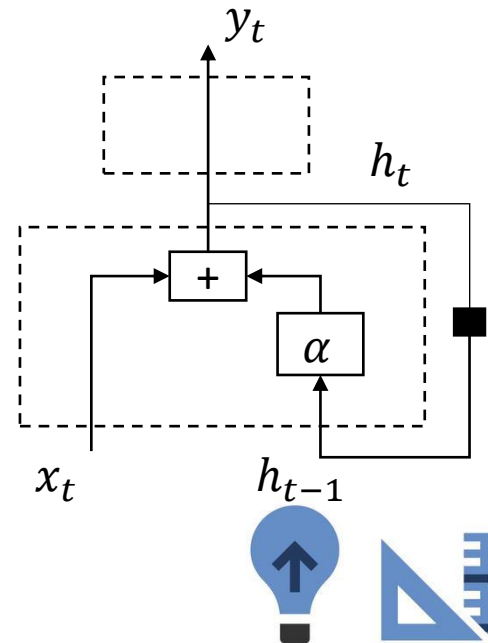 y_t
h_t
+
α
x_t
h_{t-1}